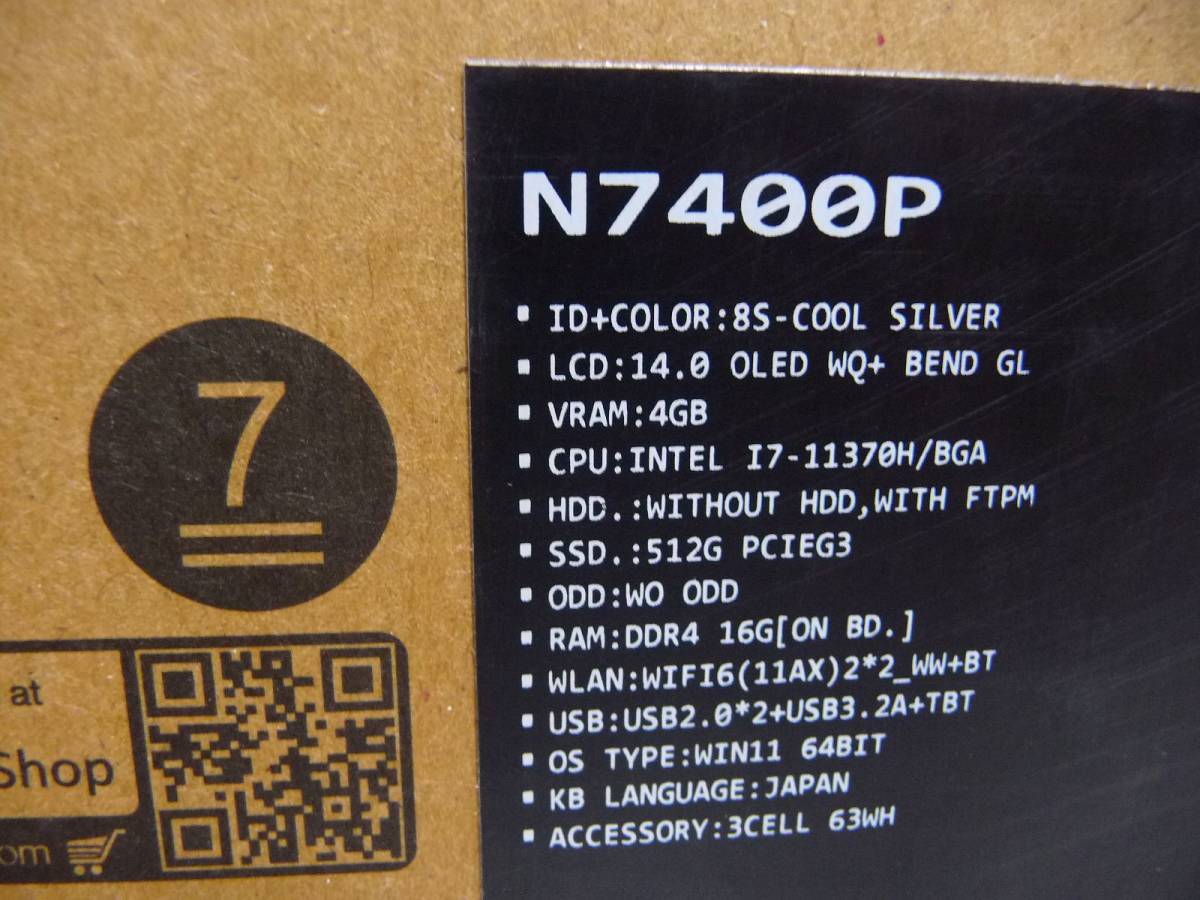 N7400P
ID+COLOR:8S-COOL SILVER
LCD:14.0 OLED WQ+ BEND GL
VRAM:4GB
CPU:INTEL I7-11370H/BGA
HDD.:WITHOUT HDD,WITH FTPM
SSD.:512G PCIEG3
ODD:WO ODD
RAM:DDR4 16G[ON BD.]
WLAN:WIFI6(11AX)2*2_WW+BT
USB:USB2.0*2+USB3.2A+TBT
OS TYPE:WIN11 64BIT
KB LANGUAGE:JAPAN
ACCESSORY:3CELL 63WH
7
at
Shop
om